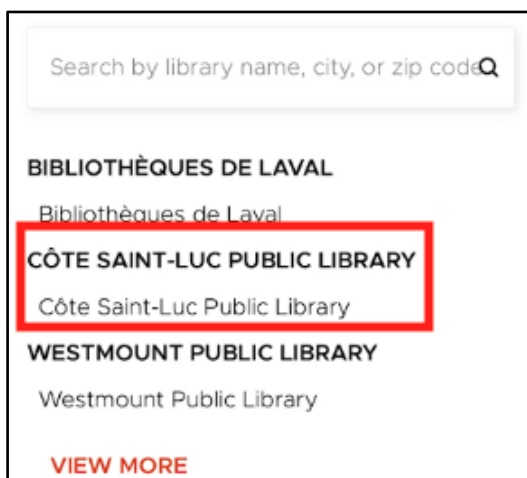 Search by library name, city, or zip code
BIBLIOTHÈQUES DE LAVAL
Bibliothèques de Laval
CÔTE SAINT-LUC PUBLIC LIBRARY
Côte Saint-Luc Public Library
WESTMOUNT PUBLIC LIBRARY
Westmount Public Library
VIEW MORE